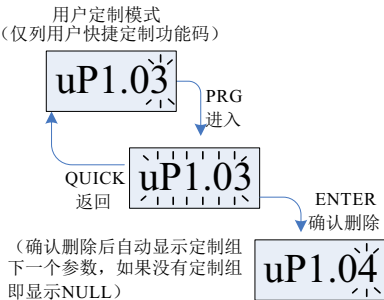 用户定制模式
（仅列用户快捷定制功能码）
uP1.03
PRG
进入
QUICK
返回
uP1.03
ENTER
确认删除
（确认删除后自动显示定制组
下一个参数，如果没有定制组
即显示NULL）
uP1.04